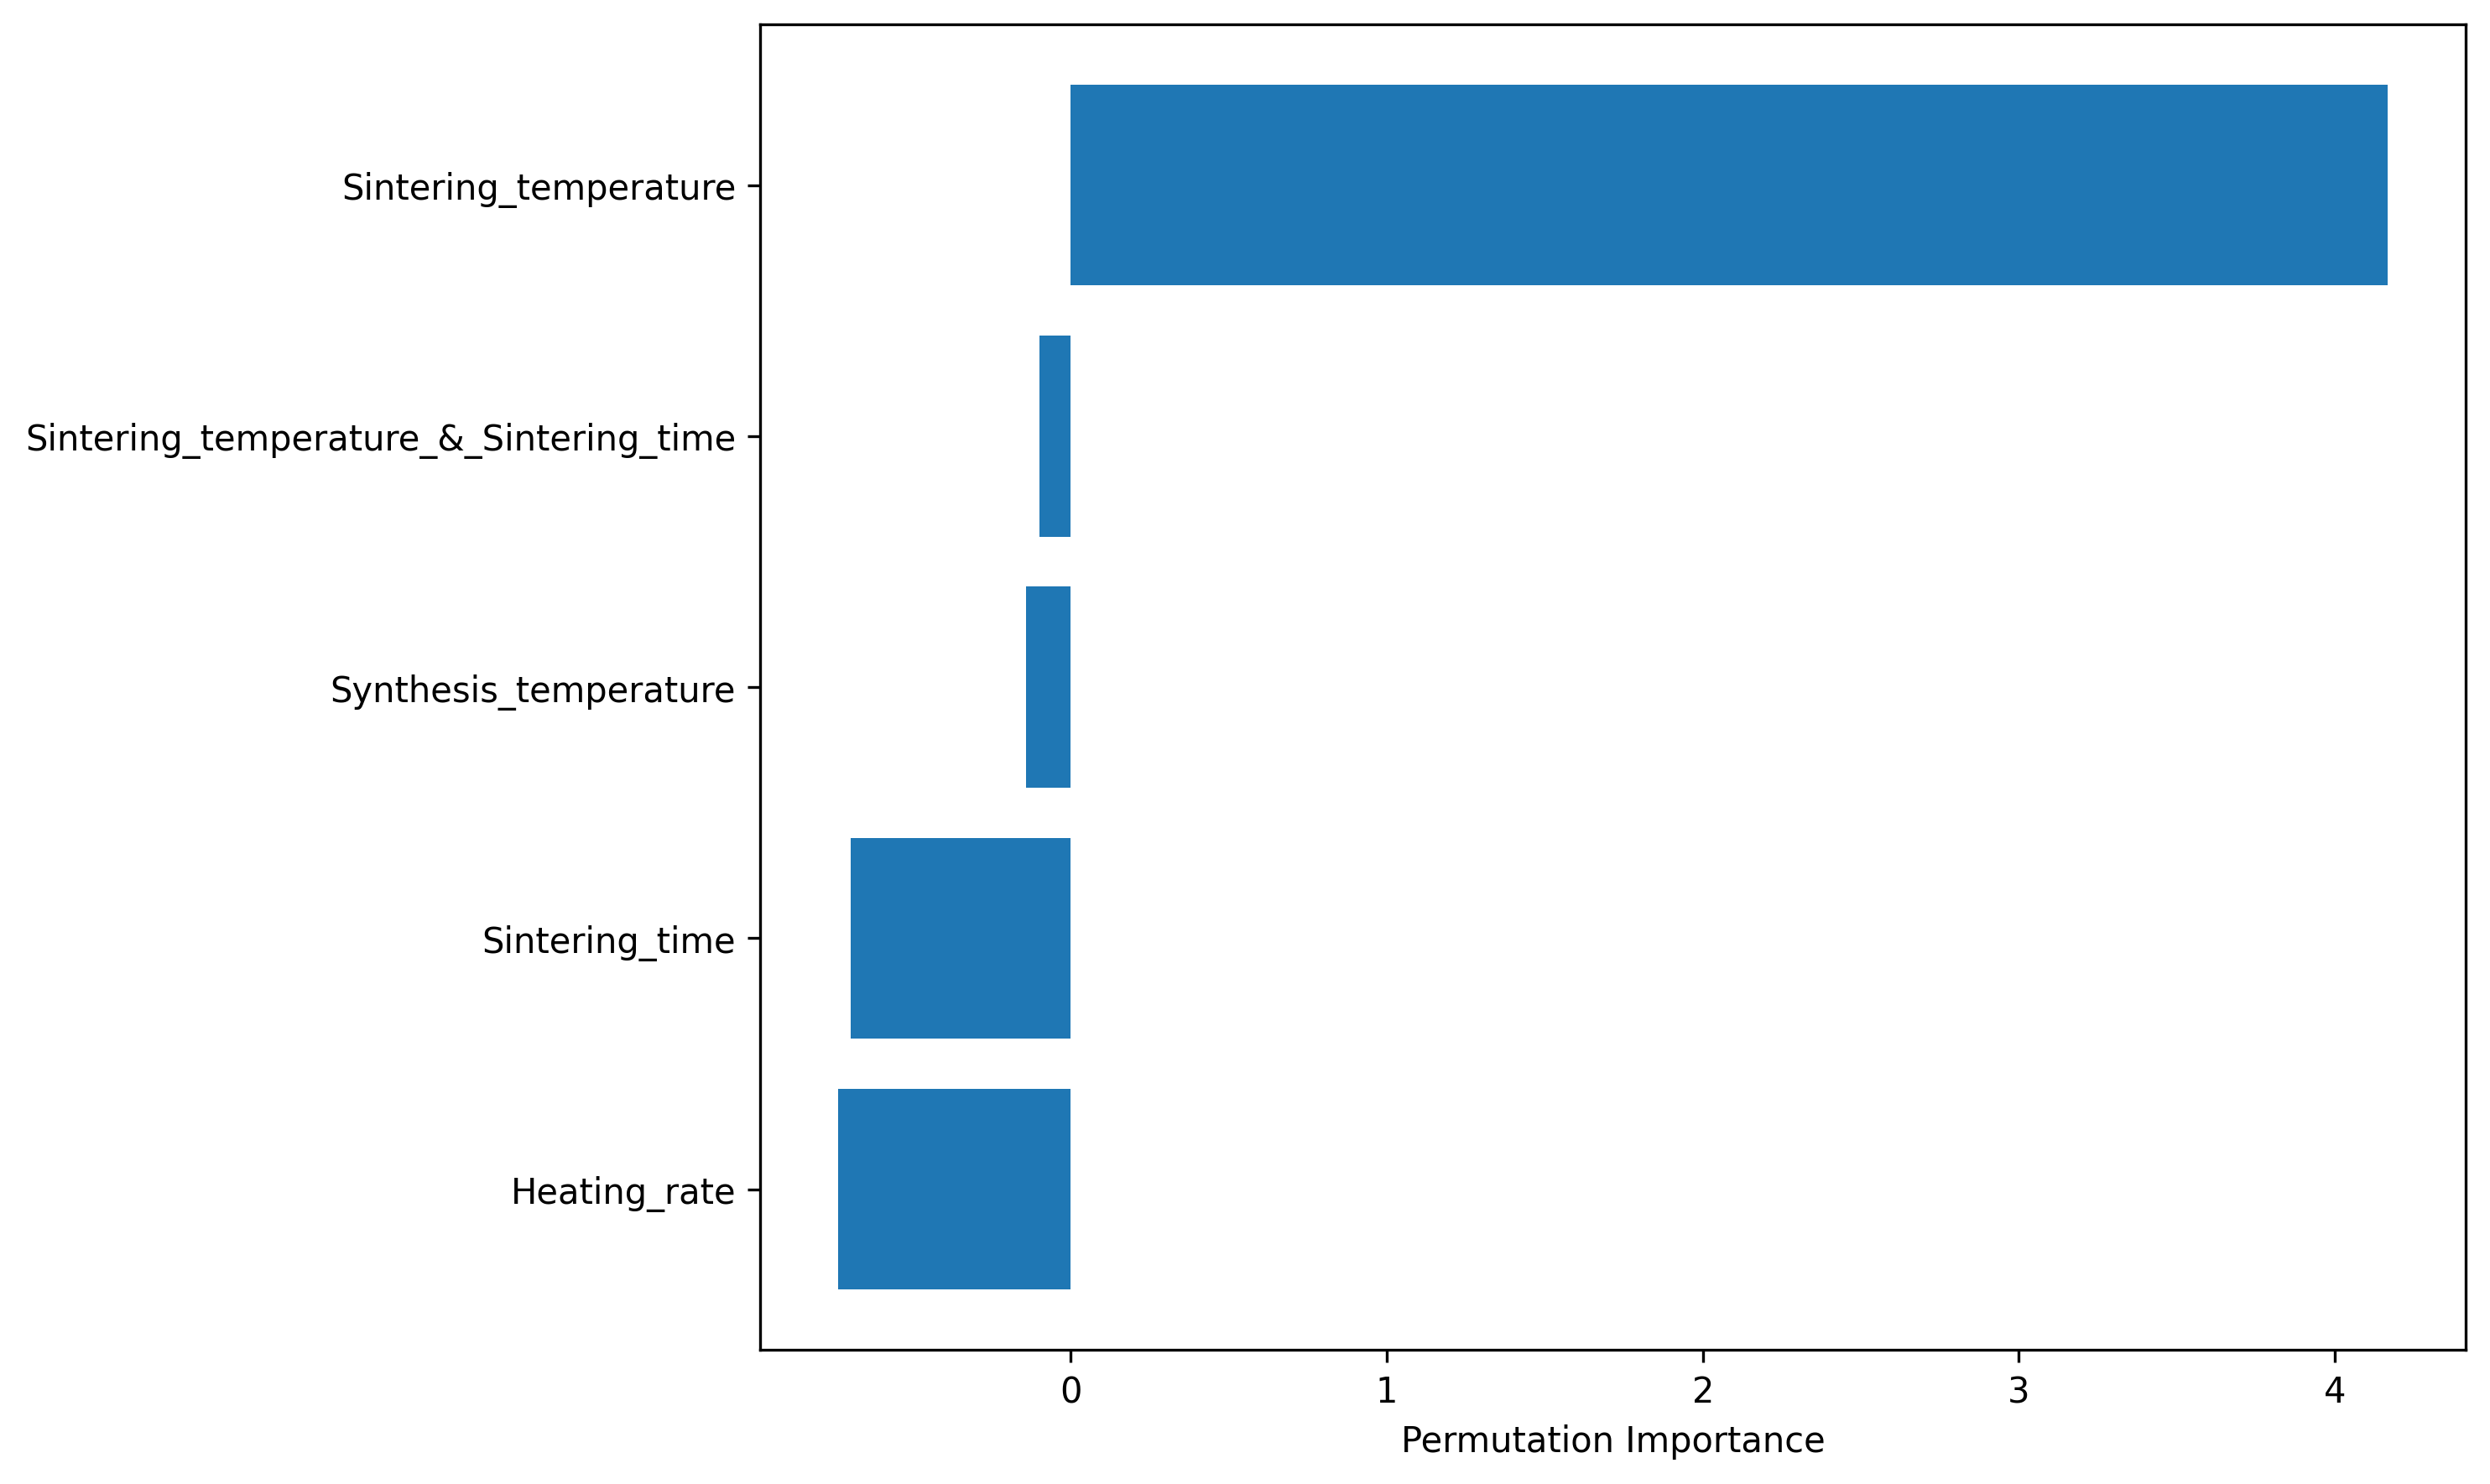 Sintering_temperature
Sintering_temperature_&_Sintering_time
Synthesis_temperature
Sintering_time
Heating_rate
0 1 2 3 4
Permutation Importance